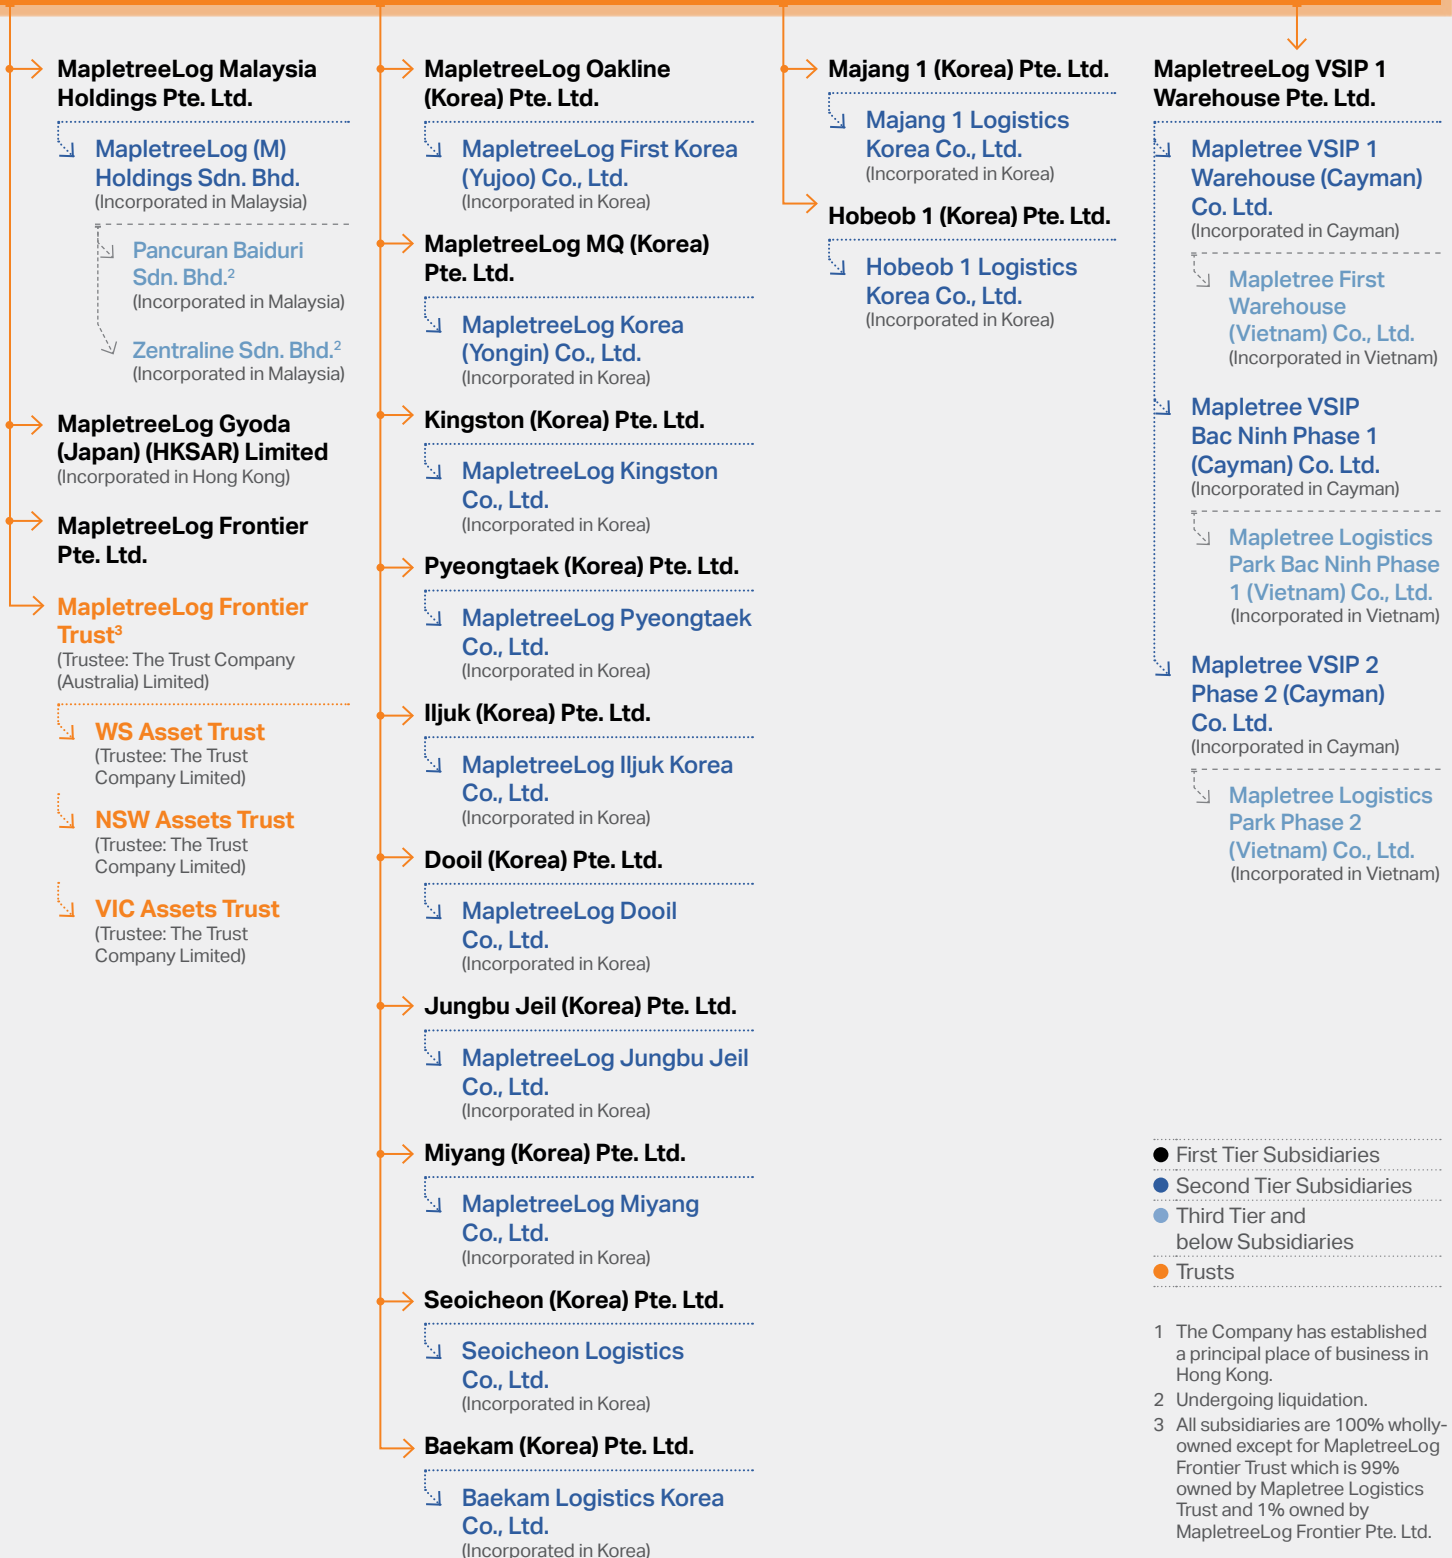 MapletreeLog Malaysia
Holdings Pte. Ltd.
MapletreeLog (M)
Holdings Sdn. Bhd.
(Incorporated in Malaysia)
Pancuran Baiduri
Sdn. Bhd.²
(Incorporated in Malaysia)
Zentraline Sdn. Bhd.²
(Incorporated in Malaysia)
MapletreeLog Gyoda
(Japan) (HKSAR) Limited
(Incorporated in Hong Kong)
MapletreeLog Frontier
Pte. Ltd.
MapletreeLog Frontier
Trust³
(Trustee: The Trust Company
(Australia) Limited)
WS Asset Trust
(Trustee: The Trust
Company Limited)
NSW Assets Trust
(Trustee: The Trust
Company Limited)
VIC Assets Trust
(Trustee: The Trust
Company Limited)
MapletreeLog Oakline
(Korea) Pte. Ltd.
MapletreeLog First Korea
(Yujoo) Co., Ltd.
(Incorporated in Korea)
MapletreeLog MQ (Korea)
Pte. Ltd.
MapletreeLog Korea
(Yongin) Co., Ltd.
(Incorporated in Korea)
Kingston (Korea) Pte. Ltd.
MapletreeLog Kingston
Co., Ltd.
(Incorporated in Korea)
Pyeongtaek (Korea) Pte. Ltd.
MapletreeLog Pyeongtaek
Co., Ltd.
(Incorporated in Korea)
Iljuk (Korea) Pte. Ltd.
MapletreeLog Iljuk Korea
Co., Ltd.
(Incorporated in Korea)
Dooil (Korea) Pte. Ltd.
MapletreeLog Dooil
Co., Ltd.
(Incorporated in Korea)
Jungbu Jeil (Korea) Pte. Ltd.
MapletreeLog Jungbu Jeil
Co., Ltd.
(Incorporated in Korea)
Miyang (Korea) Pte. Ltd.
MapletreeLog Miyang
Co., Ltd.
(Incorporated in Korea)
Seoicheon (Korea) Pte. Ltd.
Seoicheon Logistics
Co., Ltd.
(Incorporated in Korea)
Baekam (Korea) Pte. Ltd.
Baekam Logistics Korea
Co., Ltd.
(Incorporated in Korea)
Majang 1 (Korea) Pte. Ltd.
Majang 1 Logistics
Korea Co., Ltd.
(Incorporated in Korea)
Hobeob 1 (Korea) Pte. Ltd.
Hobeob 1 Logistics
Korea Co., Ltd.
(Incorporated in Korea)
MapletreeLog VSIP 1
Warehouse Pte. Ltd.
Mapletree VSIP 1
Warehouse (Cayman)
Co. Ltd.
(Incorporated in Cayman)
Mapletree First
Warehouse
(Vietnam) Co., Ltd.
(Incorporated in Vietnam)
Mapletree VSIP
Bac Ninh Phase 1
(Cayman) Co. Ltd.
(Incorporated in Cayman)
Mapletree Logistics
Park Bac Ninh Phase
1 (Vietnam) Co., Ltd.
(Incorporated in Vietnam)
Mapletree VSIP 2
Phase 2 (Cayman)
Co. Ltd.
(Incorporated in Cayman)
Mapletree Logistics
Park Phase 2
(Vietnam) Co., Ltd.
(Incorporated in Vietnam)
First Tier Subsidiaries
Second Tier Subsidiaries
Third Tier and
below Subsidiaries
Trusts
1 The Company has established
a principal place of business in
Hong Kong.
2 Undergoing liquidation.
3 All subsidiaries are 100% wholly-
owned except for MapletreeLog
Frontier Trust which is 99%
owned by Mapletree Logistics
Trust and 1% owned by
MapletreeLog Frontier Pte. Ltd.